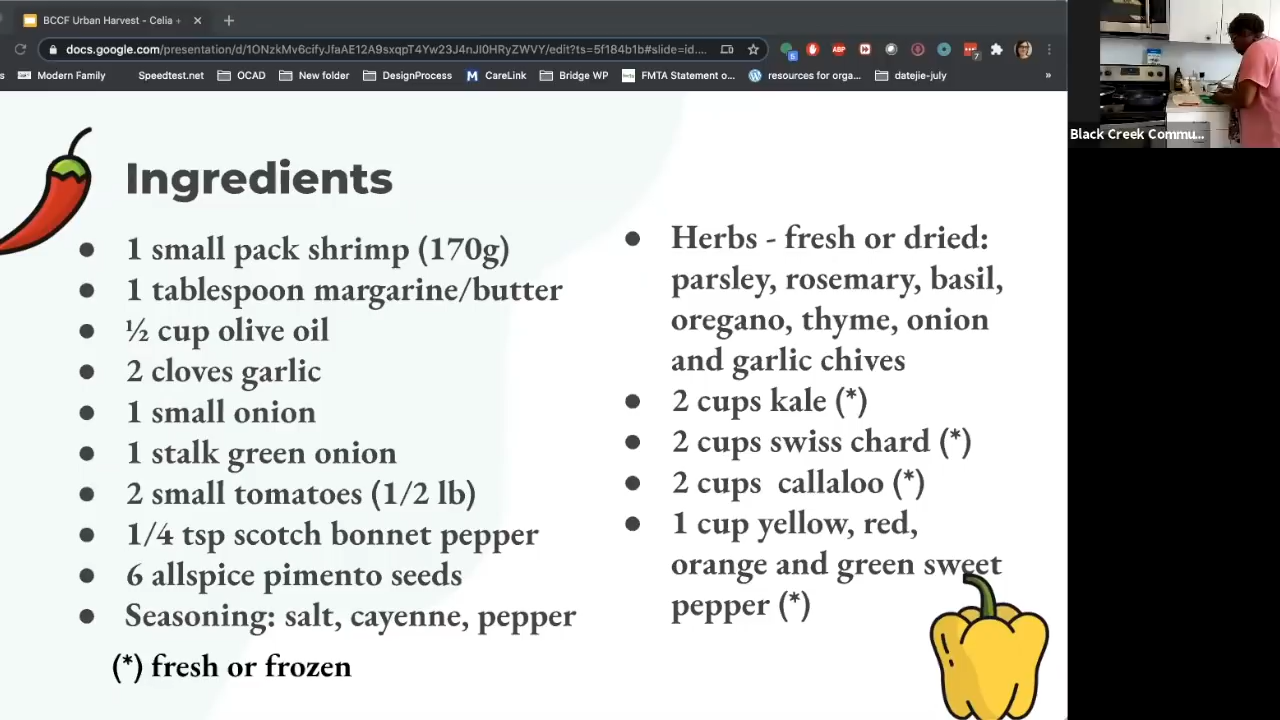 BCCF Urban Harvest - Celia +
docs.google.com/presentation/d/1ONzkMv6cifyJfaAE12A9sxqpT4Yw23J4nJI0HRyZWVY/edit?ts=5f184b1b#slide=id....
ABP
6
7
s
Modern Family
Speedtest.net
OCAD
New folder
DesignProcess
M CareLink
Bridge WP
FMTA Statement o...
resources for orga...
datejie-july
»
Black Creek Commu...
Ingredients
1 small pack shrimp (170g)
1 tablespoon margarine/butter
½ cup olive oil
2 cloves garlic
1 small onion
1 stalk green onion
2 small tomatoes (1/2 lb)
1/4 tsp scotch bonnet pepper
6 allspice pimento seeds
Seasoning: salt, cayenne, pepper
(*) fresh or frozen
Herbs - fresh or dried:
parsley, rosemary, basil,
oregano, thyme, onion
and garlic chives
2 cups kale (*)
2 cups swiss chard (*)
2 cups callaloo (*)
1 cup yellow, red,
orange and green sweet
pepper (*)